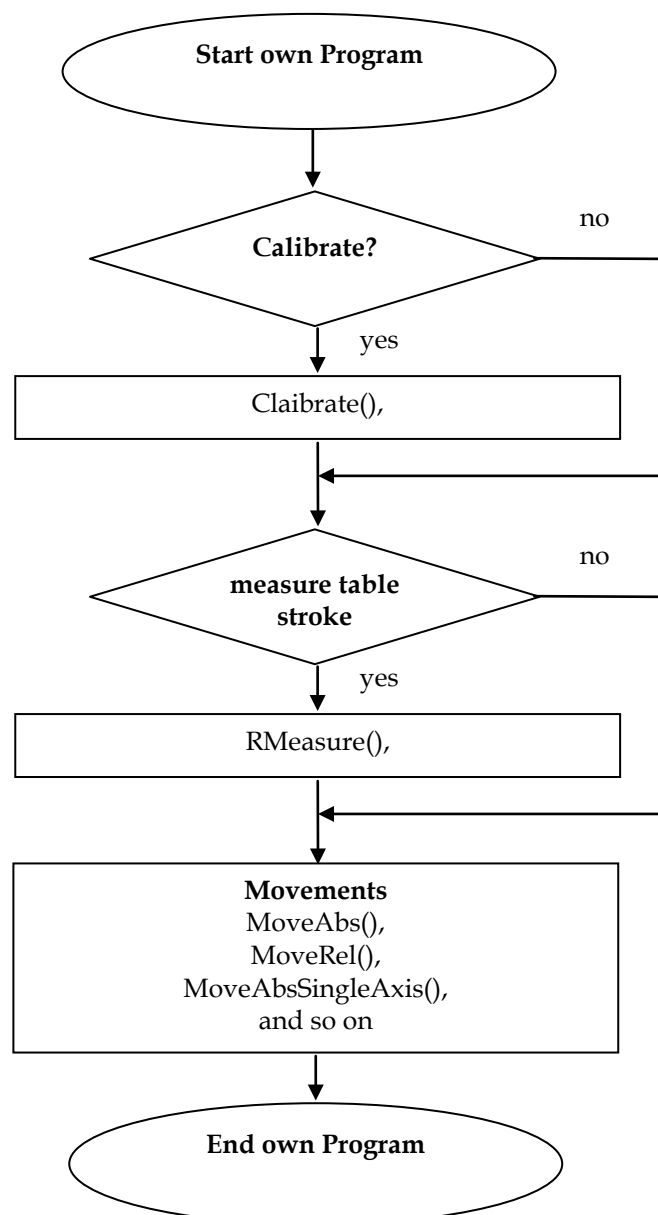 Start own Program
Calibrate?
no
yes
Claibrate(),
measure table
stroke
no
yes
RMeasure(),
Movements
MoveAbs(),
MoveRel(),
MoveAbsSingleAxis(),
and so on
End own Program